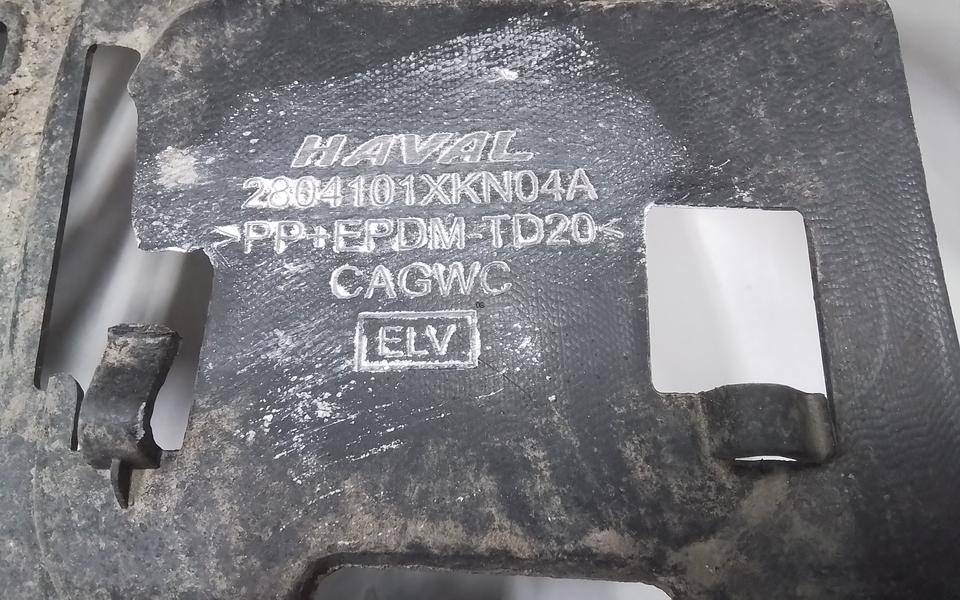 HAVAL
2804101XKN04A
>PP+EPDM-TD20<
CAGWC
ELV